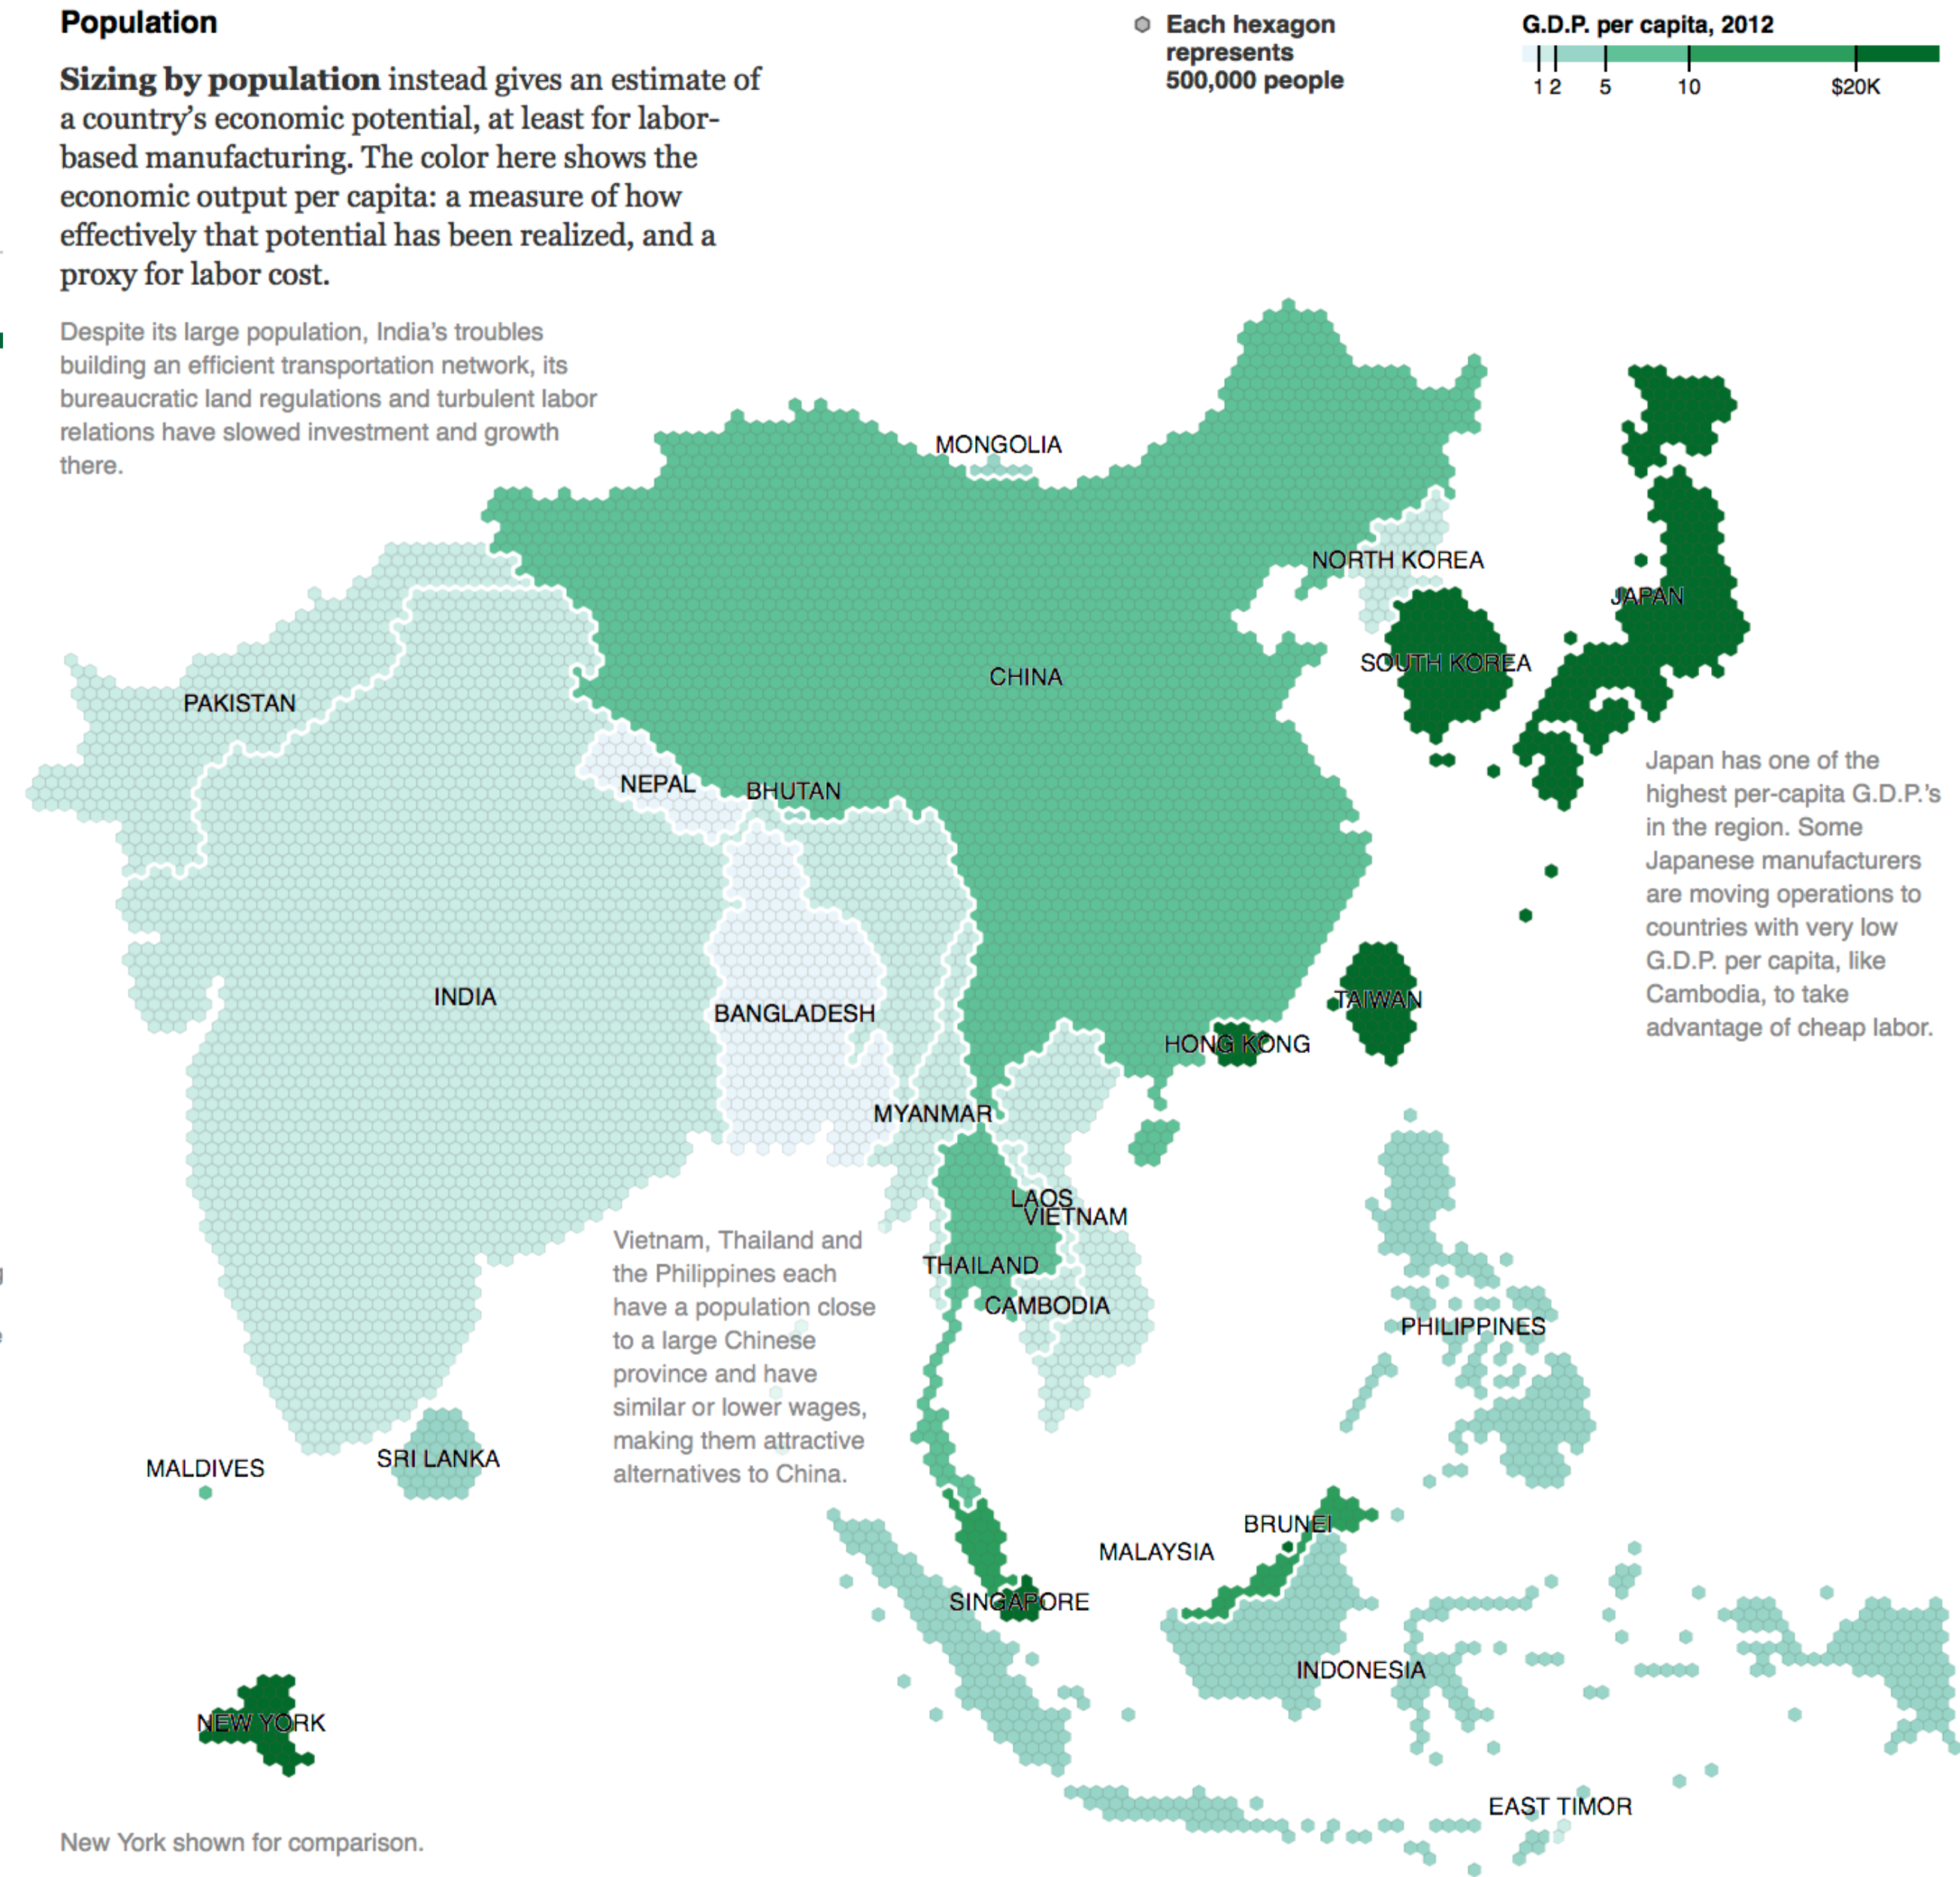 Population
Sizing by population instead gives an estimate of
a country’s economic potential, at least for labor-
based manufacturing. The color here shows the
economic output per capita: a measure of how
effectively that potential has been realized, and a
proxy for labor cost.
Despite its large population, India’s troubles
building an efficient transportation network, its
bureaucratic land regulations and turbulent labor
relations have slowed investment and growth
there.
Each hexagon
represents
500,000 people
G.D.P. per capita, 2012
1 2 5 10 $20K
MONGOLIA
NORTH KOREA
JAPAN
SOUTH KOREA
CHINA
PAKISTAN
NEPAL
BHUTAN
Japan has one of the
highest per-capita G.D.P.’s
in the region. Some
Japanese manufacturers
are moving operations to
countries with very low
G.D.P. per capita, like
Cambodia, to take
advantage of cheap labor.
INDIA
BANGLADESH
TAIWAN
HONG KONG
MYANMAR
LAOS
VIETNAM
THAILAND
CAMBODIA
Vietnam, Thailand and
the Philippines each
have a population close
to a large Chinese
province and have
similar or lower wages,
making them attractive
alternatives to China.
PHILIPPINES
MALDIVES
SRI LANKA
BRUNEI
MALAYSIA
SINGAPORE
INDONESIA
NEW YORK
EAST TIMOR
New York shown for comparison.